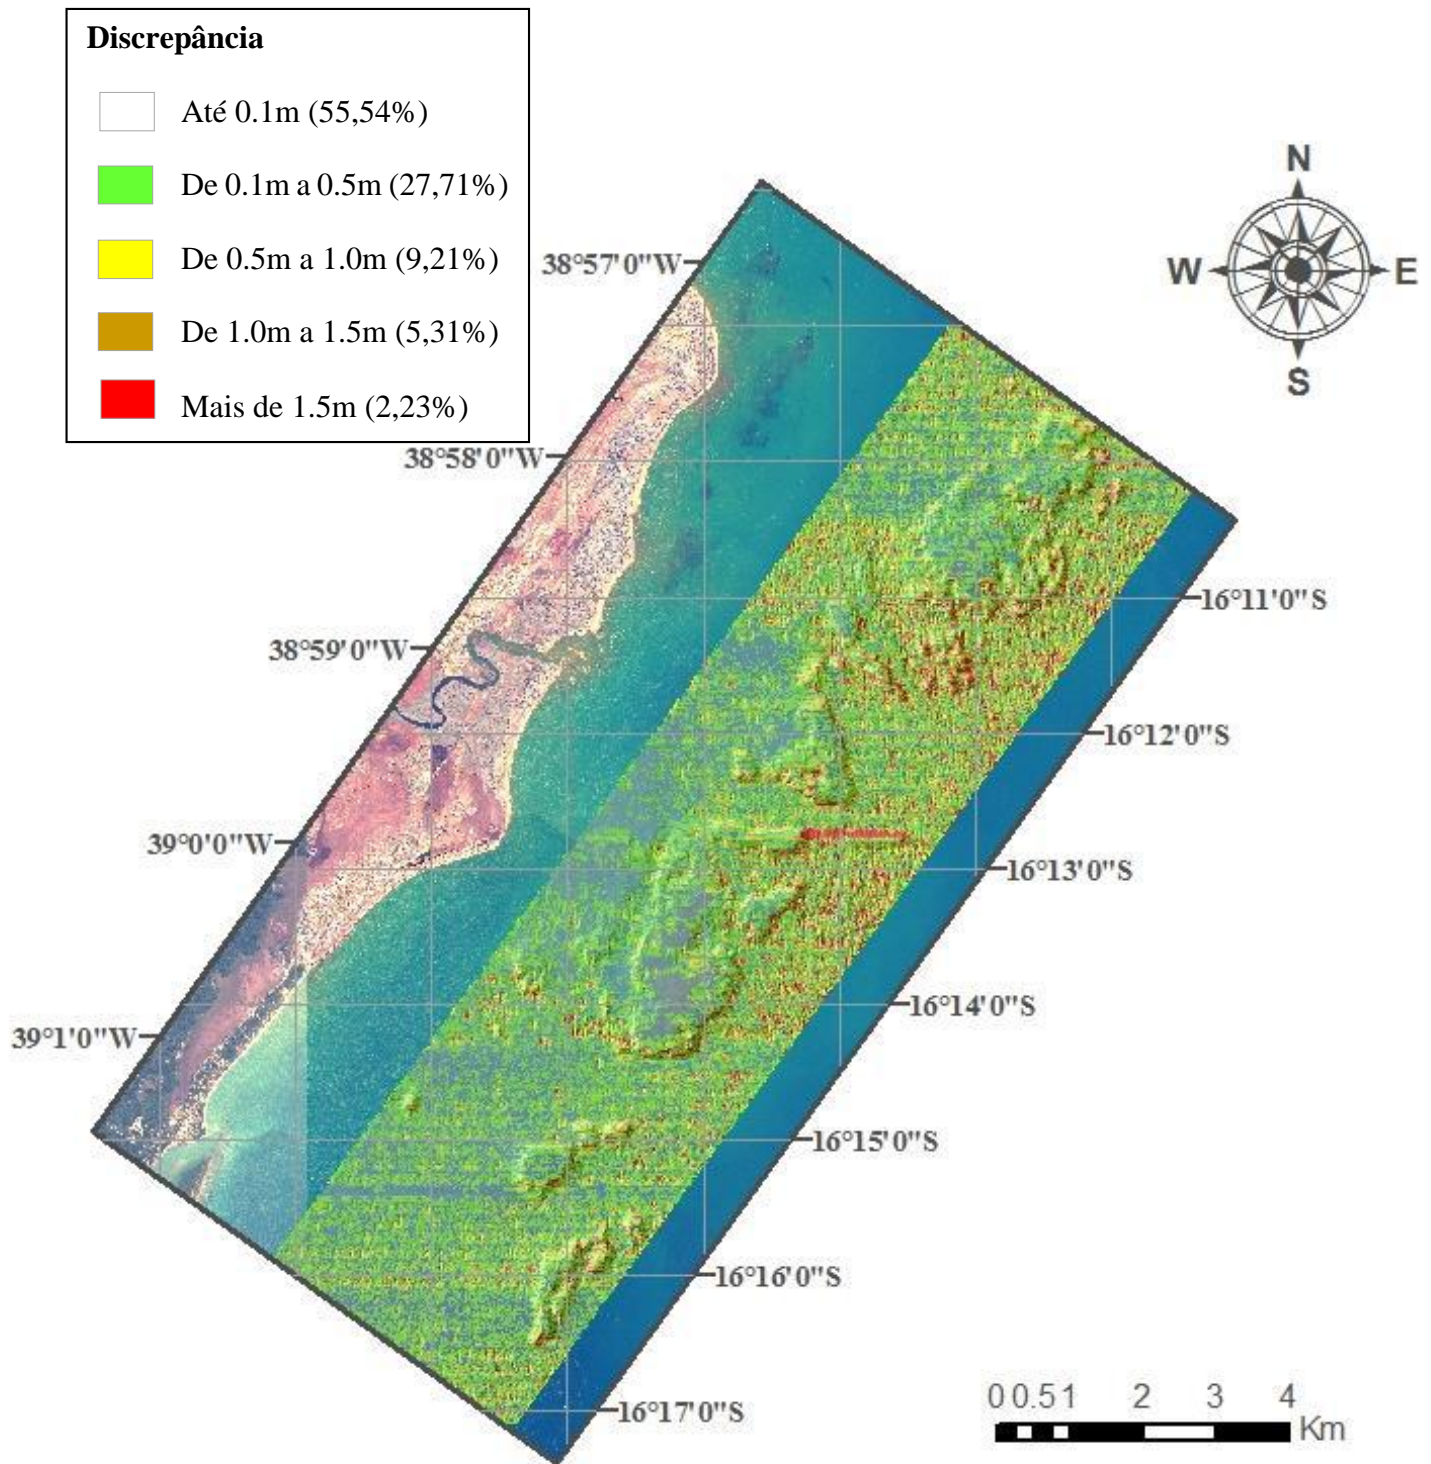 Discrepância
Até 0.1m (55,54%)
De 0.1m a 0.5m (27,71%)
De 0.5m a 1.0m (9,21%)
De 1.0m a 1.5m (5,31%)
Mais de 1.5m (2,23%)
N
W
E
S
38°57'0"W
38°58'0"W
38°59'0"W
39°0'0"W
39°1'0"W
16°11'0"S
16°12'0"S
16°13'0"S
16°14'0"S
16°15'0"S
16°16'0"S
16°17'0"S
0 0.5 1 2 3 4
Km